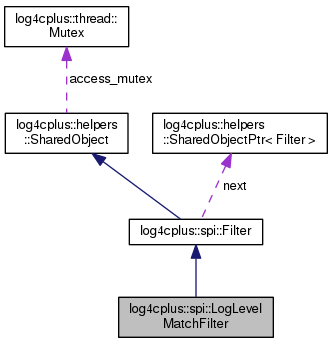 log4cplus::thread::
Mutex
access_mutex
log4cplus::helpers
::SharedObject
log4cplus::helpers
::SharedObjectPtr< Filter >
next
log4cplus::spi::Filter
log4cplus::spi::LogLevel
MatchFilter